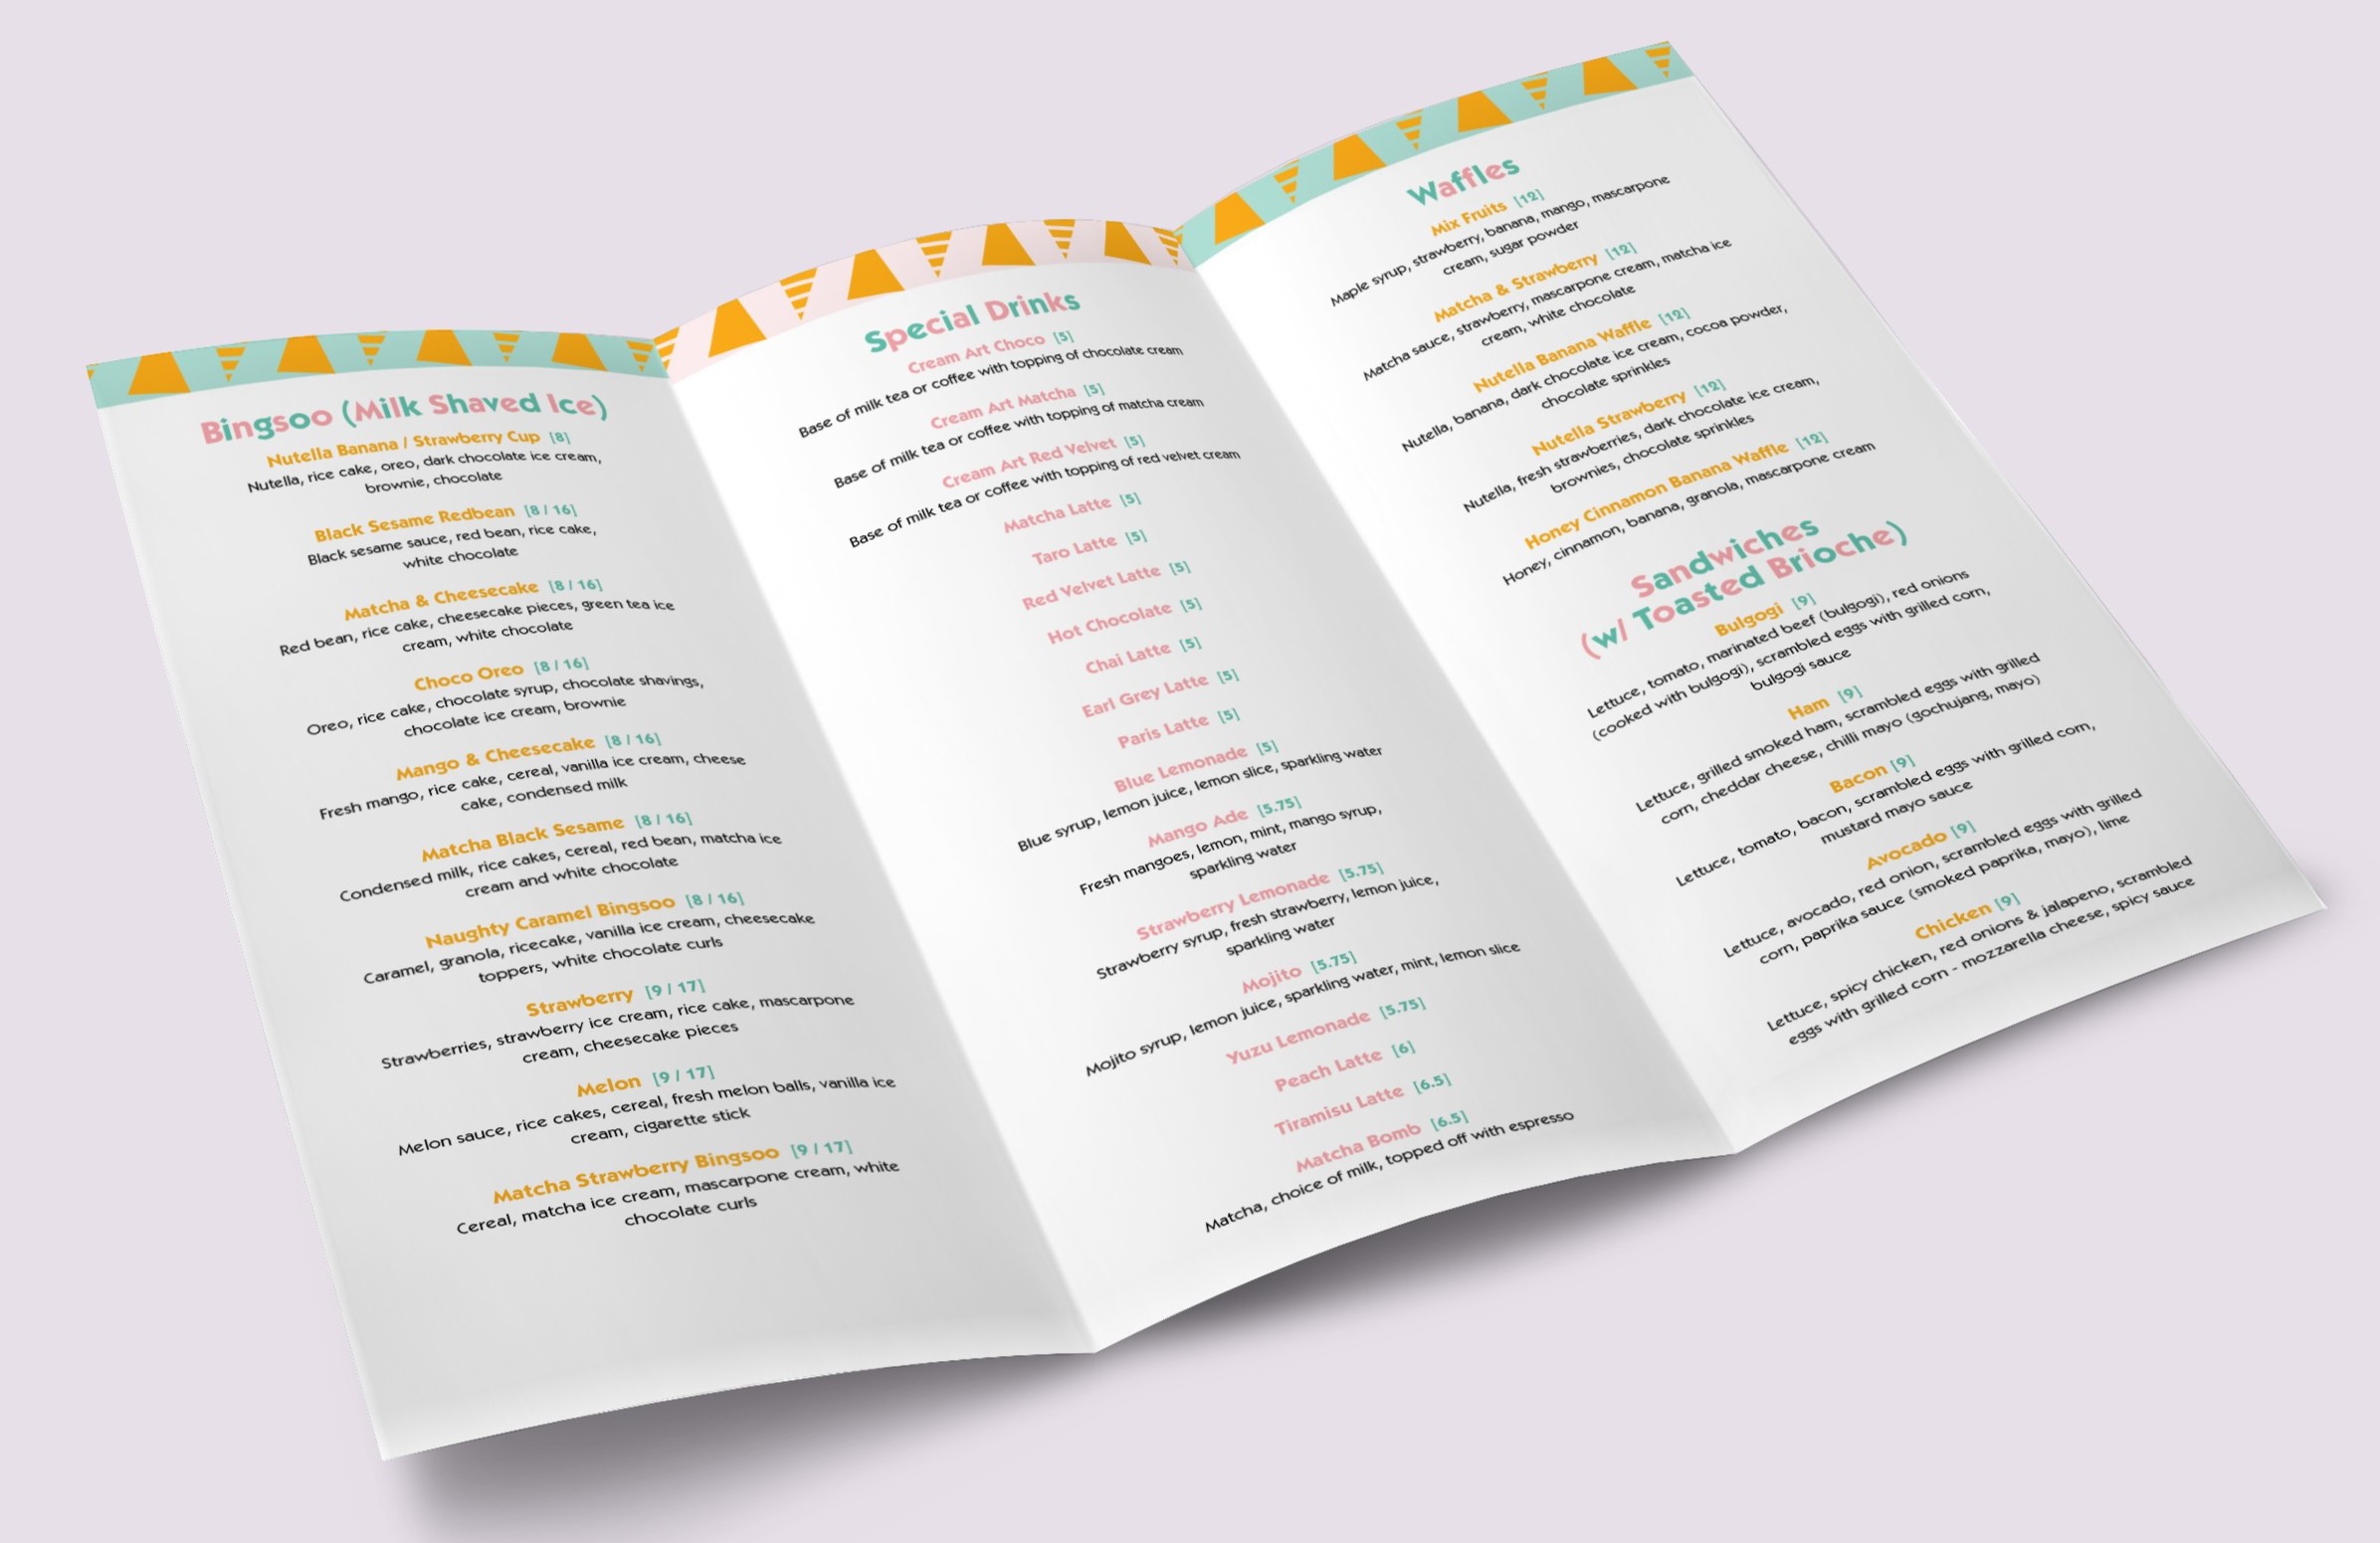 Bingsoo (Milk Shaved Ice)
Nutella Banana / Strawberry Cup [8]
Nutella, rice cake, oreo, dark chocolate ice cream,
brownie, chocolate
Black Sesame Redbean [8 / 16]
Black sesame sauce, red bean, rice cake,
white chocolate
Matcha & Cheesecake [8 / 16]
Red bean, rice cake, cheesecake pieces, green tea ice
cream, white chocolate
Choco Oreo [8 / 16]
Oreo, rice cake, chocolate syrup, chocolate shavings,
chocolate ice cream, brownie
Mango & Cheesecake [8 / 16]
Fresh mango, rice cake, cereal, vanilla ice cream, cheese
cake, condensed milk
Matcha Black Sesame [8 / 16]
Condensed milk, rice cakes, cereal, red bean, matcha ice
cream and white chocolate
Naughty Caramel Bingsoo [8 / 16]
Caramel, granola, ricecake, vanilla ice cream, cheesecake
toppers, white chocolate curls
Strawberry [9 / 17]
Strawberries, strawberry ice cream, rice cake, mascarpone
cream, cheesecake pieces
Melon [9 / 17]
Melon sauce, rice cakes, cereal, fresh melon balls, vanilla ice
cream, cigarette stick
Matcha Strawberry Bingsoo [9 / 17]
Cereal, matcha ice cream, mascarpone cream, white
chocolate curls
Special Drinks
Cream Art Choco [5]
Base of milk tea or coffee with topping of chocolate cream
Cream Art Matcha [5]
Base of milk tea or coffee with topping of matcha cream
Cream Art Red Velvet [5]
Base of milk tea or coffee with topping of red velvet cream
Matcha Latte [5]
Taro Latte [5]
Red Velvet Latte [5]
Hot Chocolate [5]
Chai Latte [5]
Earl Grey Latte [5]
Paris Latte [5]
Blue Lemonade [5]
Blue syrup, lemon juice, lemon slice, sparkling water
Mango Ade [5.75]
Fresh mangoes, lemon, mint, mango syrup,
sparkling water
Strawberry Lemonade [5.75]
Strawberry syrup, fresh strawberry, lemon juice,
sparkling water
Mojito [5.75]
Mojito syrup, lemon juice, sparkling water, mint, lemon slice
Yuzu Lemonade [5.75]
Peach Latte [6]
Tiramisu Latte [6.5]
Matcha Bomb [6.5]
Matcha, choice of milk, topped off with espresso
Waffles
Mix Fruits [12]
Maple syrup, strawberry, banana, mango, mascarpone
cream, sugar powder
Matcha & Strawberry [12]
Matcha sauce, strawberry, mascarpone cream, matcha ice
cream, white chocolate
Nutella Banana Waffle [12]
Nutella, banana, dark chocolate ice cream, cocoa powder,
chocolate sprinkles
Nutella Strawberry [12]
Nutella, fresh strawberries, dark chocolate ice cream,
brownies, chocolate sprinkles
Honey Cinnamon Banana Waffle [12]
Honey, cinnamon, banana, granola, mascarpone cream
Sandwiches
(w/ Toasted Brioche)
Bulgogi [9]
Lettuce, tomato, marinated beef (bulgogi), red onions
(cooked with bulgogi), scrambled eggs with grilled corn,
bulgogi sauce
Ham [9]
Lettuce, grilled smoked ham, scrambled eggs with grilled
corn, cheddar cheese, chilli mayo (gochujang, mayo)
Bacon [9]
Lettuce, tomato, bacon, scrambled eggs with grilled corn,
mustard mayo sauce
Avocado [9]
Lettuce, avocado, red onion, scrambled eggs with grilled
corn, paprika sauce (smoked paprika, mayo), lime
Chicken [9]
Lettuce, spicy chicken, red onions & jalapeno, scrambled
eggs with grilled corn - mozzarella cheese, spicy sauce